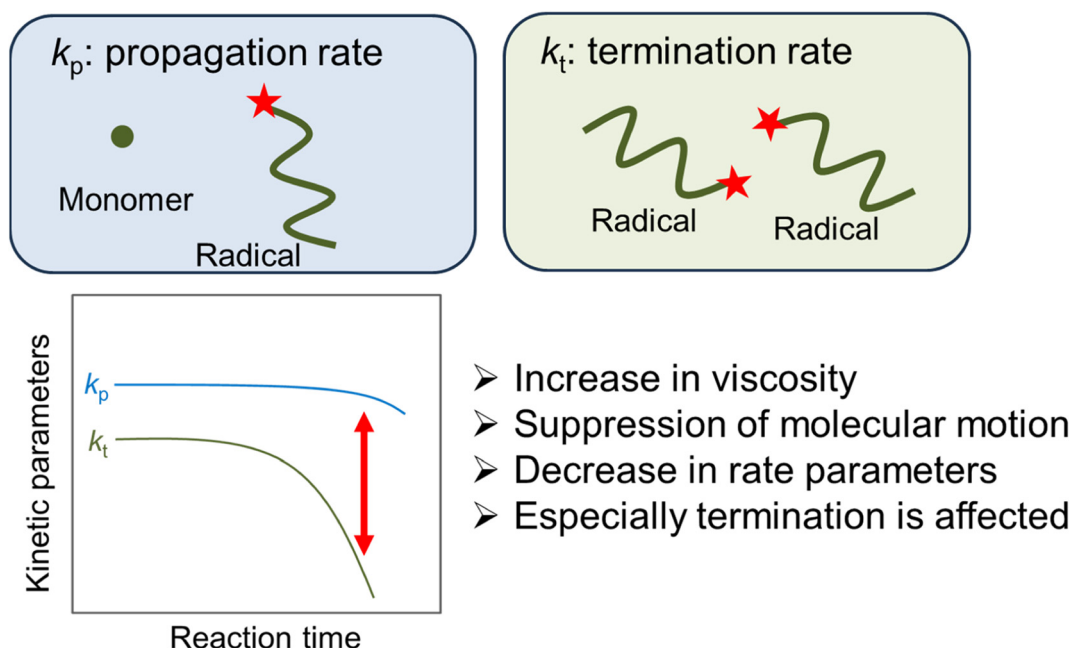 kp: propagation rate
Monomer
Radical
kt: termination rate
Radical
Radical
Kinetic parameters
kp
kt
Reaction time
➢ Increase in viscosity
➢ Suppression of molecular motion
➢ Decrease in rate parameters
➢ Especially termination is affected